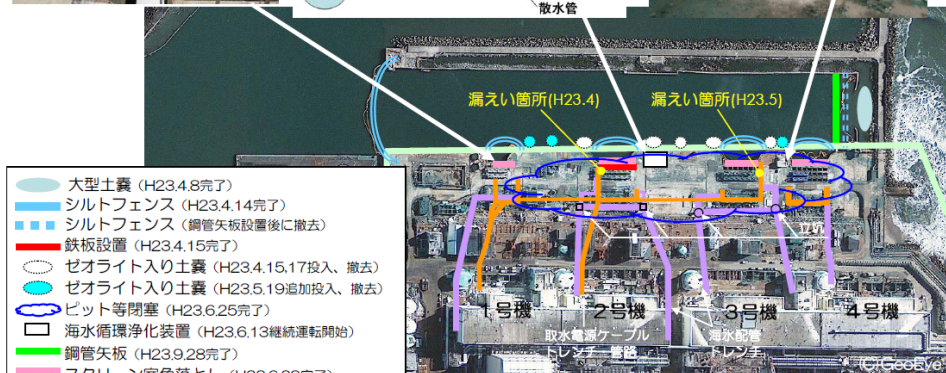 散水管
漏えい箇所(H23.4)
漏えい箇所(H23.5)
大型土嚢 (H23.4.8完了)
シルトフェンス (H23.4.14完了)
シルトフェンス (鋼管矢板設置後に撤去)
鉄板設置 (H23.4.15完了)
ゼオライト入り土嚢 (H23.4.15,17投入、撤去)
ゼオライト入り土嚢 (H23.5.19追加投入、撤去)
ピット等閉塞 (H23.6.25完了)
海水循環浄化装置 (H23.6.13継続運転開始)
鋼管矢板 (H23.9.28完了)
立坑
1号機
2号機
3号機
4号機
取水電源ケーブル
トレンチ 管路
海水配管
トレンチ
(C)GeoEye